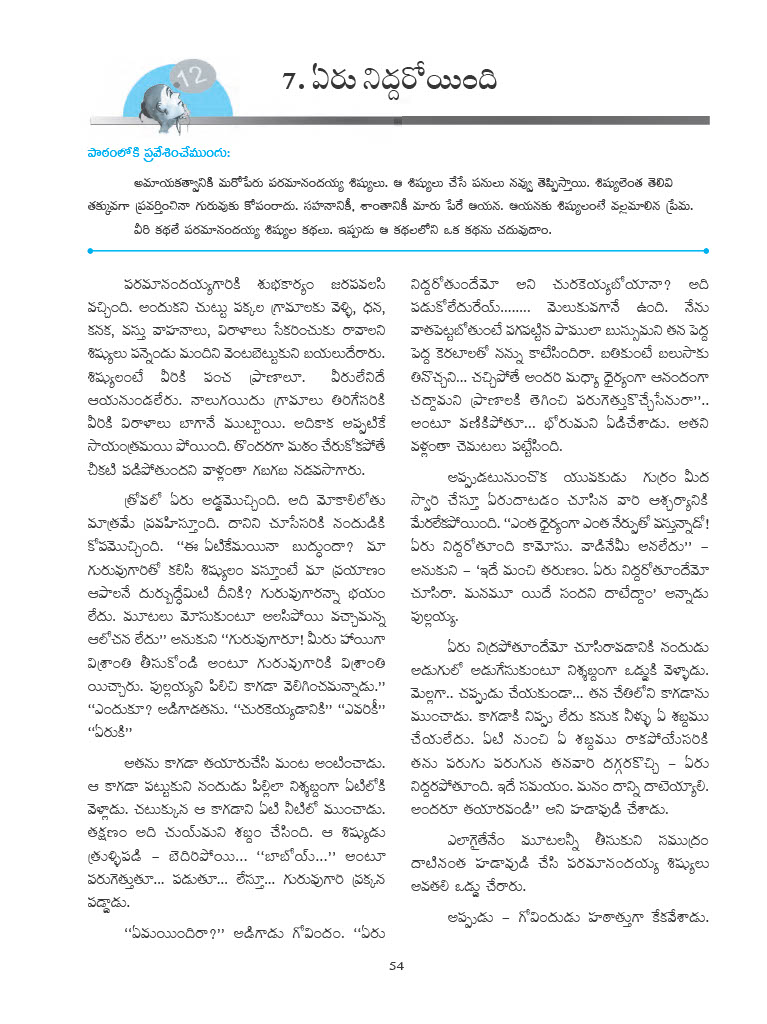 12
7. ఏరు నిద్దరోయింది
పాఠంలోకి ప్రవేశించేముందు:
అమాయకత్వానికి మరోపేరు పరమానందయ్య శిష్యులు. ఆ శిష్యులు చేసే పనులు నవ్వు తెప్పిస్తాయి. శిష్యులెంత తెలివి
తక్కువగా ప్రవర్తించినా గురువుకు కోపంరాదు. సహనానికీ, శాంతానికీ మారు పేరే ఆయన. ఆయనకు శిష్యులంటే వల్లమాలిన ప్రేమ.
వీరి కథలే పరమానందయ్య శిష్యుల కథలు. ఇప్పుడు ఆ కథలలోని ఒక కథను చదువుదాం.
పరమానందయ్యగారికి శుభకార్యం జరపవలసి
వచ్చింది. అందుకని చుట్టు పక్కల గ్రామాలకు వెళ్ళి, ధన,
కనక, వస్తు వాహనాలు, విరాళాలు సేకరించుకు రావాలని
శిష్యులు పన్నెండు మందిని వెంటబెట్టుకుని బయలుదేరారు.
శిష్యులంటే వీరికి పంచ ప్రాణాలూ. వీరులేనిదే
ఆయనుండలేరు. నాలుగయిదు గ్రామాలు తిరిగేసరికి
వీరికి విరాళాలు బాగానే ముట్టాయి. అదికాక అప్పటికే
సాయంత్రమయి పోయింది. తొందరగా మఠం చేరుకోకపోతే
చీకటి పడిపోతుందని వాళ్లంతా గబగబ నడవసాగారు.
త్రోవలో ఏరు అడ్డమొచ్చింది. అది మోకాలిలోతు
మాత్రమే ప్రవహిస్తూంది. దానిని చూసేసరికి నందుడికి
కోపమొచ్చింది. “ఈ ఏటికేమయినా బుద్ధుందా? మా
గురువుగారితో కలిసి శిష్యులం వస్తూంటే మా ప్రయాణం
ఆపాలనే దుర్బుద్ధేమిటి దీనికి? గురువుగారన్నా భయం
లేదు. మూటలు మోసుకుంటూ అలసిపోయి వచ్చామన్న
ఆలోచన లేదు” అనుకుని “గురువుగారూ! మీరు హాయిగా
విశ్రాంతి తీసుకోండి అంటూ గురువుగారికి విశ్రాంతి
యిచ్చారు. పుల్లయ్యని పిలిచి కాగడా వెలిగించమన్నాడు.”
“ఎందుకూ? అడిగాడతను. “చురకెయ్యడానికి” “ఎవరికీ”
“ఏరుకి”
అతను కాగడా తయారుచేసి మంట అంటించాడు.
ఆ కాగడా పట్టుకుని నందుడు పిల్లిలా నిశ్శబ్దంగా ఏటిలోకి
వెళ్లాడు. చటుక్కున ఆ కాగడాని ఏటి నీటిలో ముంచాడు.
తక్షణం అది చుయ్‌మని శబ్దం చేసింది. ఆ శిష్యుడు
త్రుళ్ళిపడి – బెదిరిపోయి... “బాబోయ్...” అంటూ
పరుగెత్తుతూ... పడుతూ... లేస్తూ... గురువుగారి ప్రక్కన
పడ్డాడు.
“ఏమయిందిరా?” అడిగాడు గోవిందం. “ఏరు
నిద్దరోతుందేమో అని చురకెయ్యబోయానా? అది
పడుకోలేదురేయ్........ మెలుకువగానే ఉంది. నేను
వాతపెట్టబోతుంటే పగపట్టిన పాములా బుస్సుమని తన పెద్ద
పెద్ద కెరటాలతో నన్ను కాటేసిందిరా. బతికుంటే బలుసాకు
తినొచ్చని... చచ్చిపోతే అందరి మధ్యా ధైర్యంగా ఆనందంగా
చద్దామని ప్రాణాలకి తెగించి పరుగెత్తుకొచ్చేసేనురా”..
అంటూ వణికిపోతూ... భోరుమని ఏడిచేశాడు. అతని
వళ్లంతా చెమటలు పట్టేసింది.
అప్పుడటునుంచొక యువకుడు గుర్రం మీద
స్వారి చేస్తూ ఏరుదాటడం చూసిన వారి ఆశ్చర్యానికి
మేరలేకపోయింది. “ఎంత ధైర్యంగా ఎంత నేర్పుతో వస్తున్నాడో!
ఏరు నిద్దరోతూంది కామోసు. వాడినేమీ అనలేదు” –
అనుకుని – ‘ఇదే మంచి తరుణం. ఏరు నిద్దరోతూందేమో
చూసిరా. మనమూ యిదే సందని దాటేద్దాం’ అన్నాడు
పుల్లయ్య.
ఏరు నిద్రపోతూందేమో చూసిరావడానికి నందుడు
అడుగులో అడుగేసుకుంటూ నిశ్శబ్దంగా ఒడ్డుకి వెళ్ళాడు.
మెల్లగా.. చప్పుడు చేయకుండా... తన చేతిలోని కాగడాను
ముంచాడు. కాగడాకి నిప్పు లేదు కనుక నీళ్ళు ఏ శబ్దము
చేయలేదు. ఏటి నుంచి ఏ శబ్దము రాకపోయేసరికి
తను పరుగు పరుగున తనవారి దగ్గరకొచ్చి – ఏరు
నిద్దరపోతూంది. ఇదే సమయం. మనం దాన్ని దాటెయ్యాలి.
అందరూ తయారవండి” అని హడావుడి చేశాడు.
ఎలాగైతేనేం మూటలన్నీ తీసుకుని సముద్రం
దాటినంత హడావుడి చేసి పరమానందయ్య శిష్యులు
అవతలి ఒడ్డు చేరారు.
అప్పుడు – గోవిందుడు హఠాత్తుగా కేకవేశాడు.
54